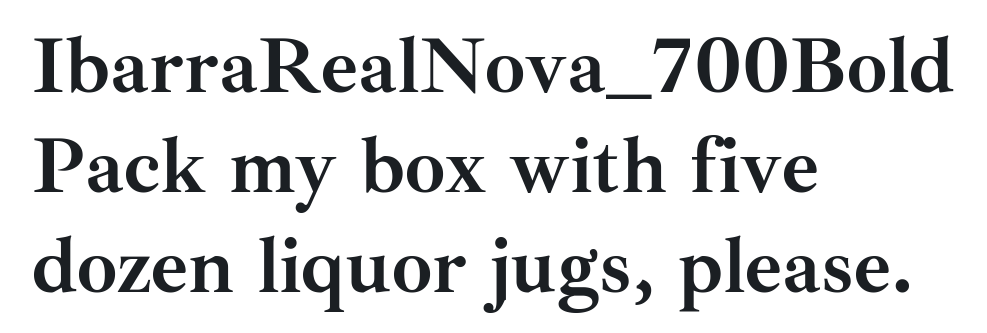 IbarraRealNova_700Bold
Pack my box with five
dozen liquor jugs, please.